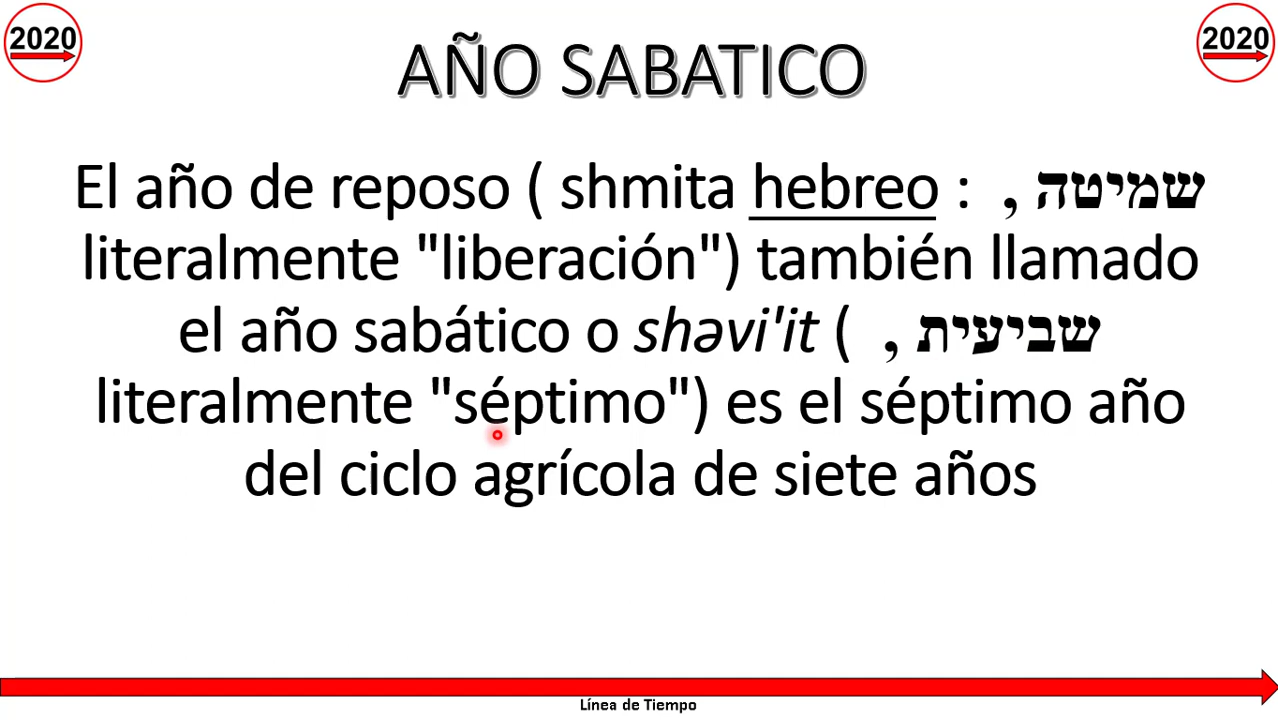 2020
2020
AÑO SABATICO
El año de reposo ( shmita hebreo : שמיטה ,
literalmente "liberación") también llamado
el año sabático o shəvi'it ( שביעית ,
literalmente "séptimo") es el séptimo año
del ciclo agrícola de siete años
Línea de Tiempo